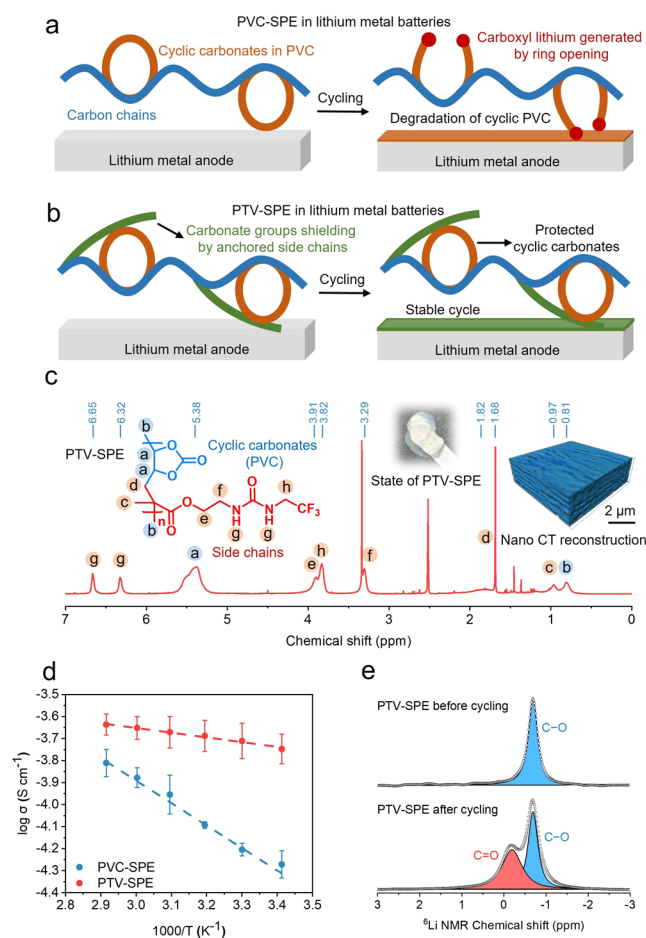 a
PVC-SPE in lithium metal batteries
Cyclic carbonates in PVC
Carbon chains
Lithium metal anode
Cycling
Carboxyl lithium generated
by ring opening
Degradation of cyclic PVC
Lithium metal anode
b
PTV-SPE in lithium metal batteries
Carbonate groups shielding
by anchored side chains
Lithium metal anode
Cycling
Protected
cyclic carbonates
Stable cycle
Lithium metal anode
c
6.65 6.32 5.38 3.91 3.82 3.29 1.82 1.68 0.97 0.81
PTV-SPE
Cyclic carbonates
(PVC)
b
a
a
d
c
b
n
O
O
O
O
O
e
f
N
H
g
O
N
H
g
h
CF3
Side chains
State of PTV-SPE
2 μm
Nano CT reconstruction
g g a e h f d c b
7 6 5 4 3 2 1 0
Chemical shift (ppm)
d
-3.5
-3.6
-3.7
-3.8
-3.9
-4.0
-4.1
-4.2
-4.3
-4.4
log σ (S cm⁻¹)
PVC-SPE
PTV-SPE
2.8 2.9 3.0 3.1 3.2 3.3 3.4 3.5
1000/T (K⁻¹)
e
PTV-SPE before cycling
C−O
PTV-SPE after cycling
C=O
C−O
3 2 1 0 -1 -2 -3
⁶Li NMR Chemical shift (ppm)